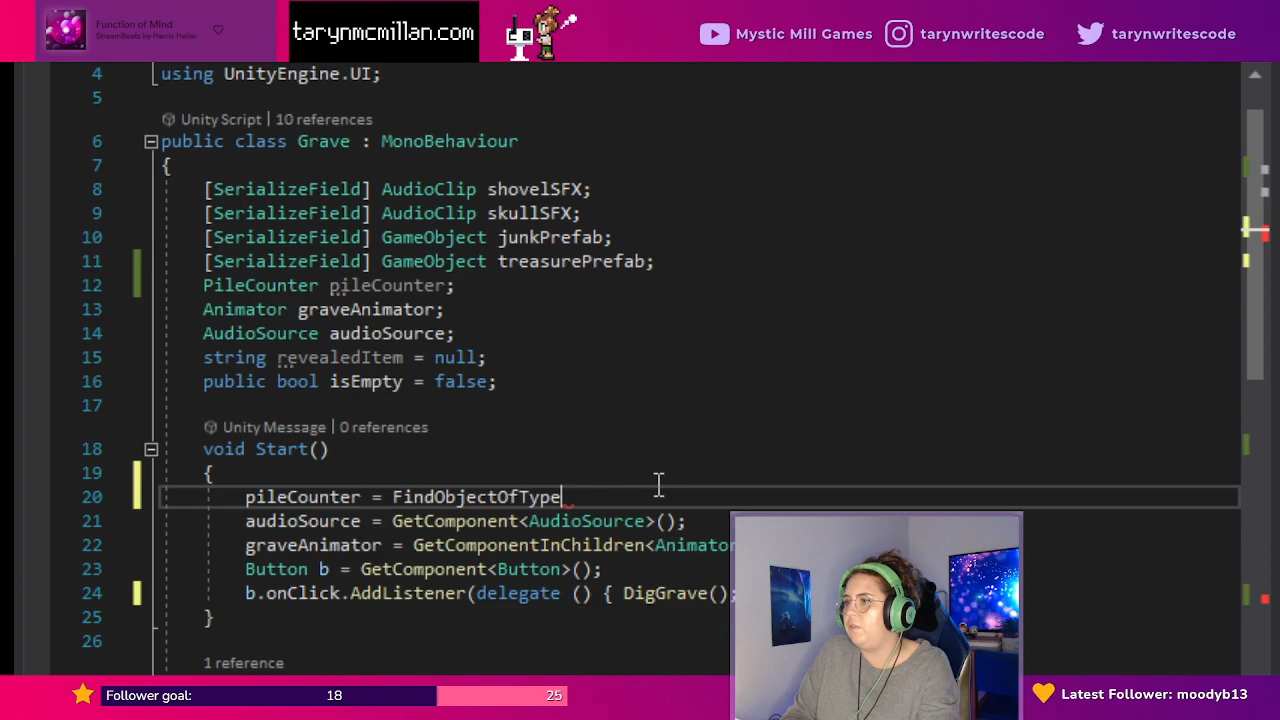 Function of Mind
StreamBeats by Harris Heller
tarynmcmillan.com
Mystic Mill Games
tarynwritescode
tarynwritescode
4 using UnityEngine.UI;
5
Unity Script | 10 references
6 public class Grave : MonoBehaviour
7 {
8 [SerializeField] AudioClip shovelSFX;
9 [SerializeField] AudioClip skullSFX;
10 [SerializeField] GameObject junkPrefab;
11 [SerializeField] GameObject treasurePrefab;
12 PileCounter pileCounter;
13 Animator graveAnimator;
14 AudioSource audioSource;
15 string revealedItem = null;
16 public bool isEmpty = false;
17
Unity Message | 0 references
18 void Start()
19 {
20 pileCounter = FindObjectOfType
21 audioSource = GetComponent<AudioSource>();
22 graveAnimator = GetComponentInChildren<Animator
23 Button b = GetComponent<Button>();
24 b.onClick.AddListener(delegate () { DigGrave();
25 }
26
1 reference
Follower goal: 18 25
Latest Follower: moodyb13